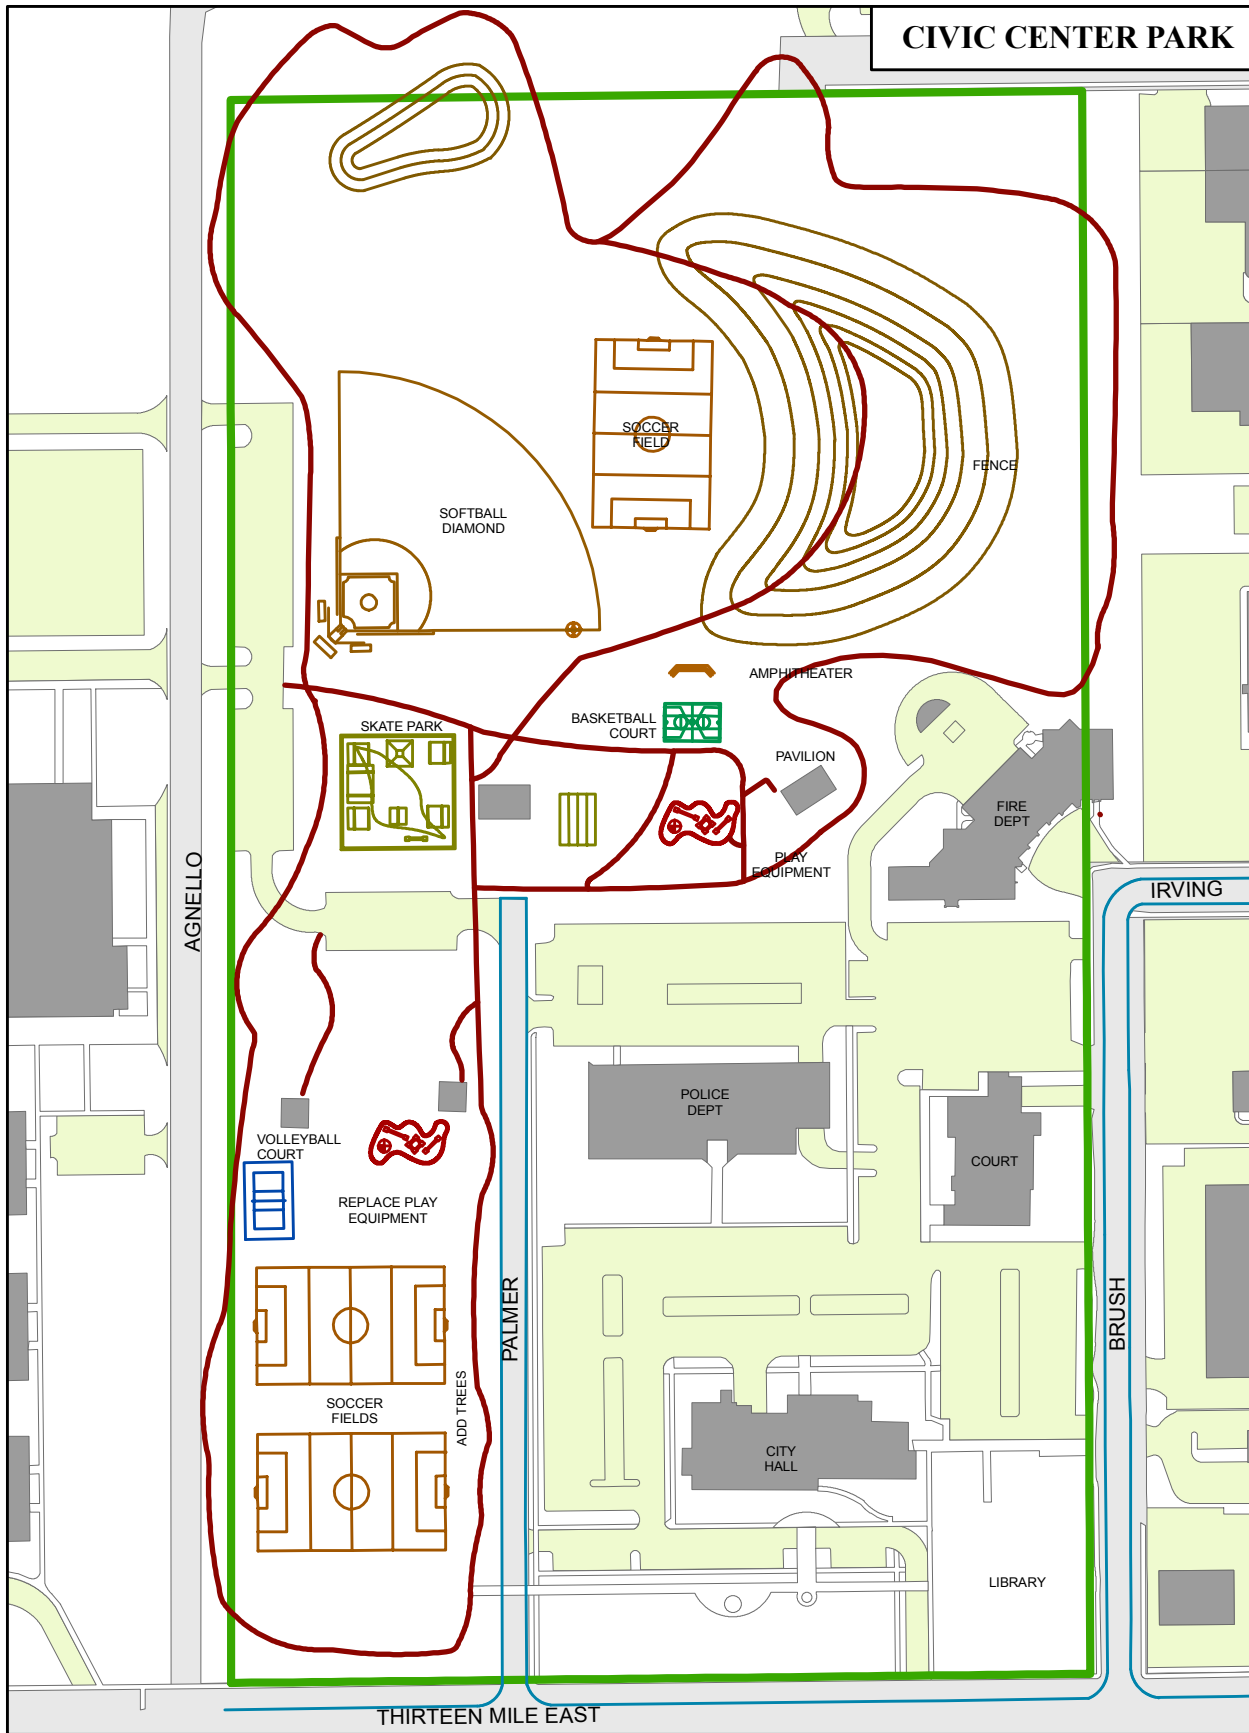 CIVIC CENTER PARK
SOCCER
FIELD
FENCE
SOFTBALL
DIAMOND
AMPHITHEATER
SKATE PARK
BASKETBALL
COURT
PAVILION
FIRE
DEPT
PLAY
EQUIPMENT
AGNELLO
IRVING
POLICE
DEPT
VOLLEYBALL
COURT
COURT
REPLACE PLAY
EQUIPMENT
PALMER
BRUSH
ADD TREES
SOCCER
FIELDS
CITY
HALL
LIBRARY
THIRTEEN MILE EAST